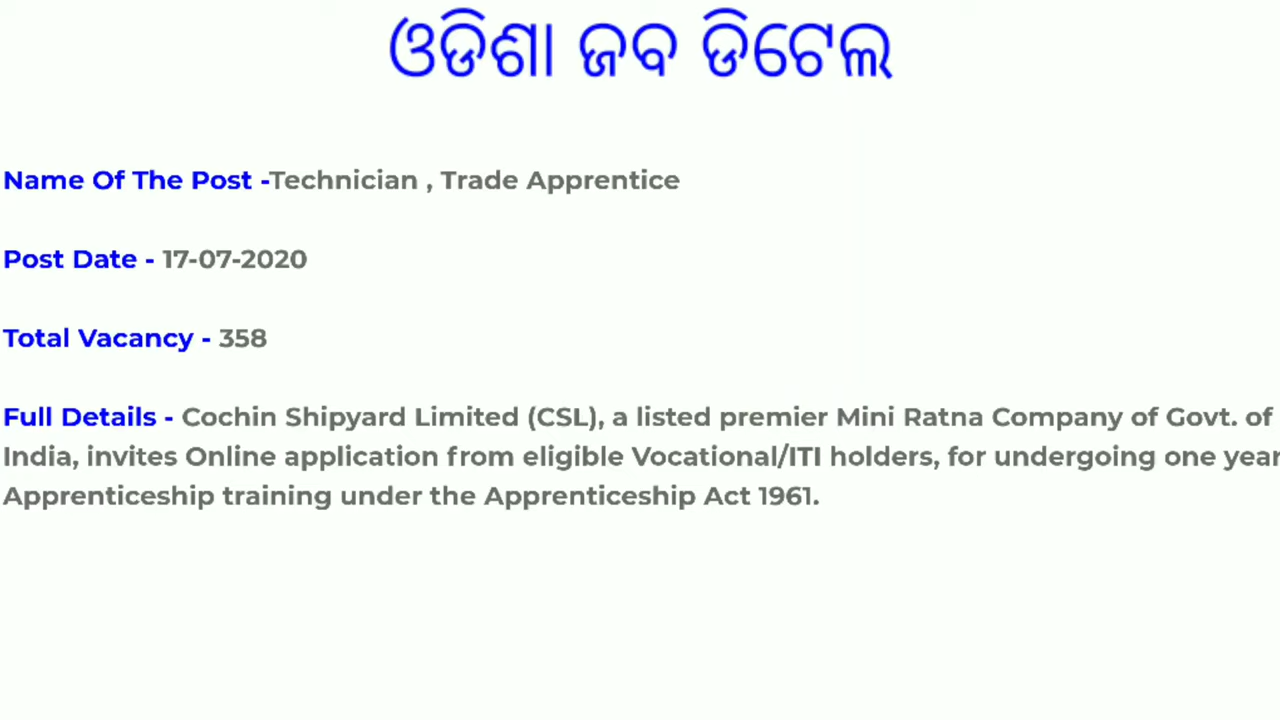 ଓଡିଶା ଜବ ଡିଟେଲ
Name Of The Post -Technician , Trade Apprentice
Post Date - 17-07-2020
Total Vacancy - 358
Full Details - Cochin Shipyard Limited (CSL), a listed premier Mini Ratna Company of Govt. of
India, invites Online application from eligible Vocational/ITI holders, for undergoing one year
Apprenticeship training under the Apprenticeship Act 1961.